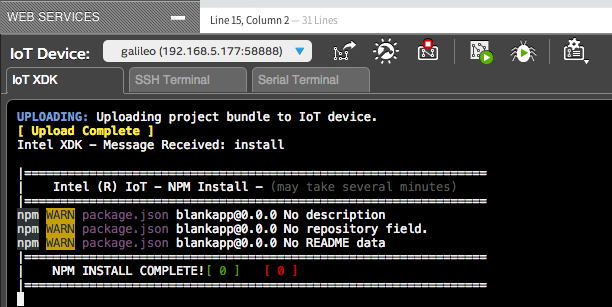 WEB SERVICES
Line 15, Column 2 — 31 Lines
IoT Device: galileo (192.168.5.177:58888)
IoT XDK SSH Terminal Serial Terminal
UPLOADING: Uploading project bundle to IoT device.
[ Upload Complete ]
Intel XDK - Message Received: install
|=======================================================
| Intel (R) IoT - NPM Install - (may take several minutes)
|=======================================================
npm WARN package.json blankapp@0.0.0 No description
npm WARN package.json blankapp@0.0.0 No repository field.
npm WARN package.json blankapp@0.0.0 No README data
|=======================================================
| NPM INSTALL COMPLETE![ 0 ] [ 0 ]
|=======================================================